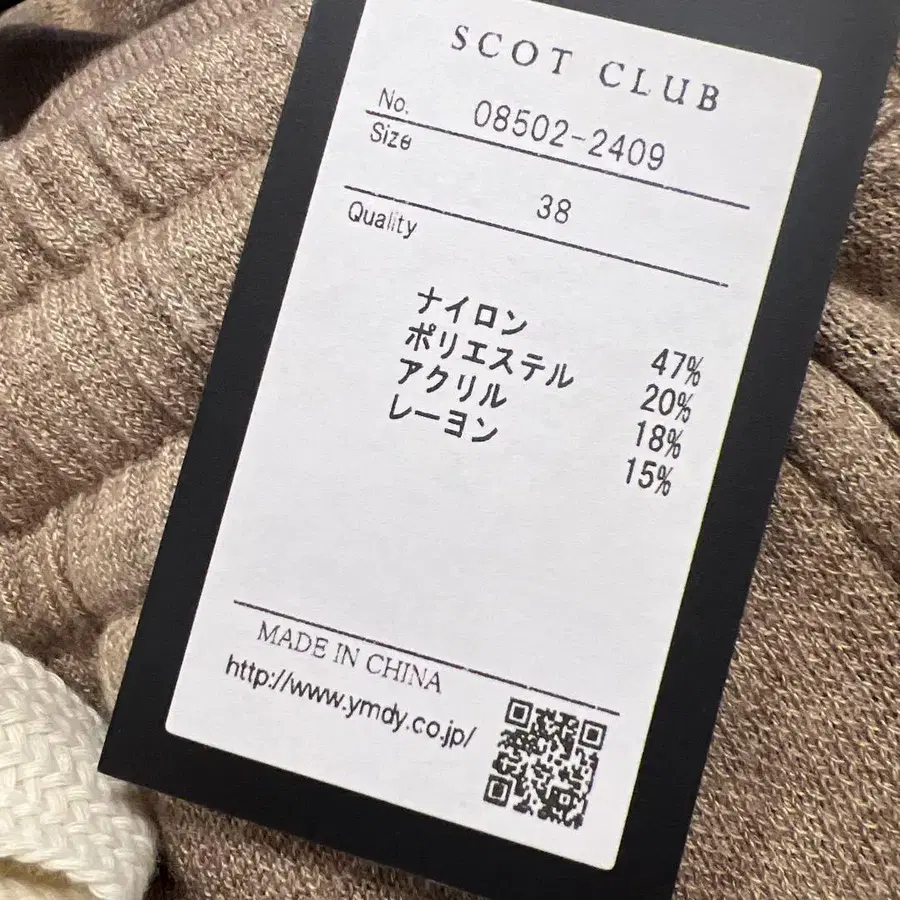 SCOT CLUB
No. 08502-2409
Size 38
Quality
ナイロン 47%
ポリエステル 20%
アクリル 18%
レーヨン 15%
MADE IN CHINA
http://www.ymdy.co.jp/